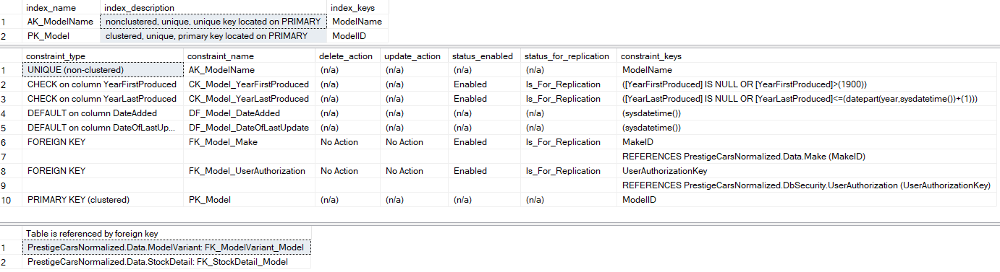 index_name index_description index_keys
1 AK_ModelName nonclustered, unique, unique key located on PRIMARY ModelName
2 PK_Model clustered, unique, primary key located on PRIMARY ModelID
constraint_type constraint_name delete_action update_action status_enabled status_for_replication constraint_keys
1 UNIQUE (non-clustered) AK_ModelName (n/a) (n/a) (n/a) (n/a) ModelName
2 CHECK on column YearFirstProduced CK_Model_YearFirstProduced (n/a) (n/a) Enabled Is_For_Replication ([YearFirstProduced] IS NULL OR [YearFirstProduced]>(1900))
3 CHECK on column YearLastProduced CK_Model_YearLastProduced (n/a) (n/a) Enabled Is_For_Replication ([YearLastProduced] IS NULL OR [YearLastProduced]<=(datepart(year,sysdatetime())+(1)))
4 DEFAULT on column DateAdded DF_Model_DateAdded (n/a) (n/a) (n/a) (n/a) (sysdatetime())
5 DEFAULT on column DateOfLastUp... DF_Model_DateOfLastUpdate (n/a) (n/a) (n/a) (n/a) (sysdatetime())
6 FOREIGN KEY FK_Model_Make No Action No Action Enabled Is_For_Replication MakeID
7 REFERENCES PrestigeCarsNormalized.Data.Make (MakeID)
8 FOREIGN KEY FK_Model_UserAuthorization No Action No Action Enabled Is_For_Replication UserAuthorizationKey
9 REFERENCES PrestigeCarsNormalized.DbSecurity.UserAuthorization (UserAuthorizationKey)
10 PRIMARY KEY (clustered) PK_Model (n/a) (n/a) (n/a) (n/a) ModelID
Table is referenced by foreign key
1 PrestigeCarsNormalized.Data.ModelVariant: FK_ModelVariant_Model
2 PrestigeCarsNormalized.Data.StockDetail: FK_StockDetail_Model